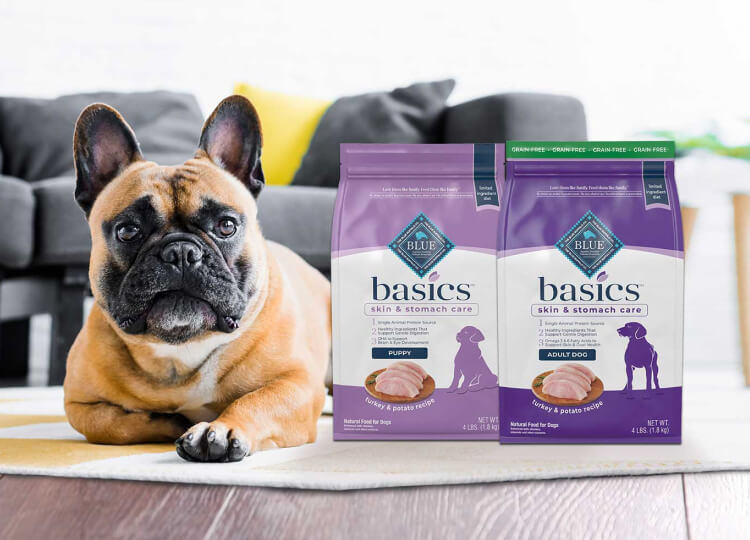 Love them like family. Feed them like family.
limited
ingredient
diet
BLUE
basics
skin & stomach care
1 Single Animal Protein Source
2 Healthy Ingredients That
Support Gentle Digestion
3 DHA to Support
Brain & Eye Development
PUPPY
turkey & potato recipe
Natural Food for Dogs
NET WT.
4 LBS. (1.8 kg)
GRAIN-FREE • GRAIN-FREE • GRAIN-FREE • GRAIN-FREE
Love them like family. Feed them like family.
limited
ingredient
diet
BLUE
basics
skin & stomach care
1 Single Animal Protein Source
2 Healthy Ingredients That
Support Gentle Digestion
3 Omega 3 & 6 Fatty Acids to
Support Skin & Coat Health
ADULT DOG
turkey & potato recipe
Natural Food for Dogs
NET WT.
4 LBS. (1.8 kg)